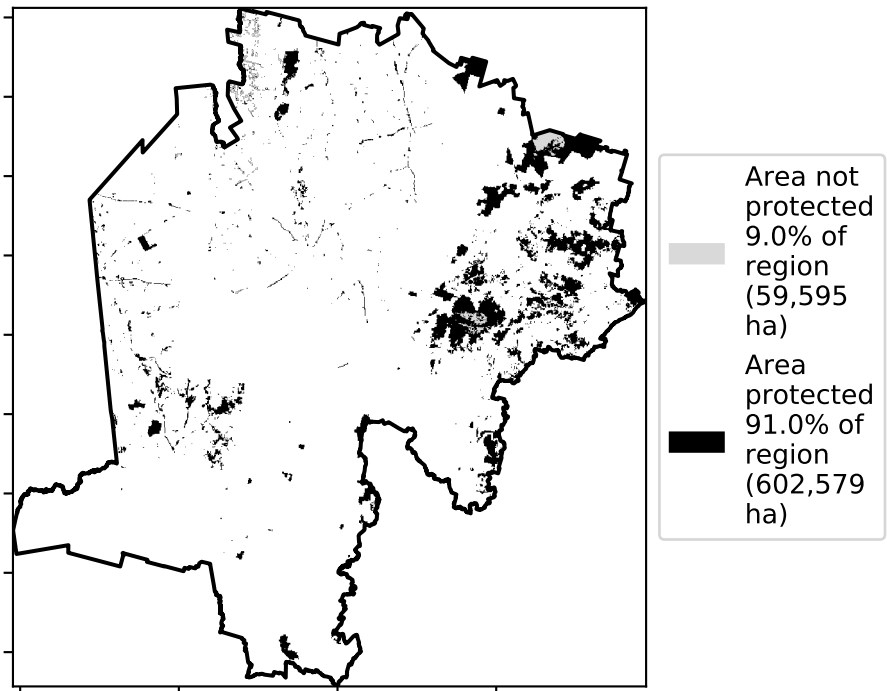 Area not
protected
9.0% of
region
(59,595
ha)
Area
protected
91.0% of
region
(602,579
ha)